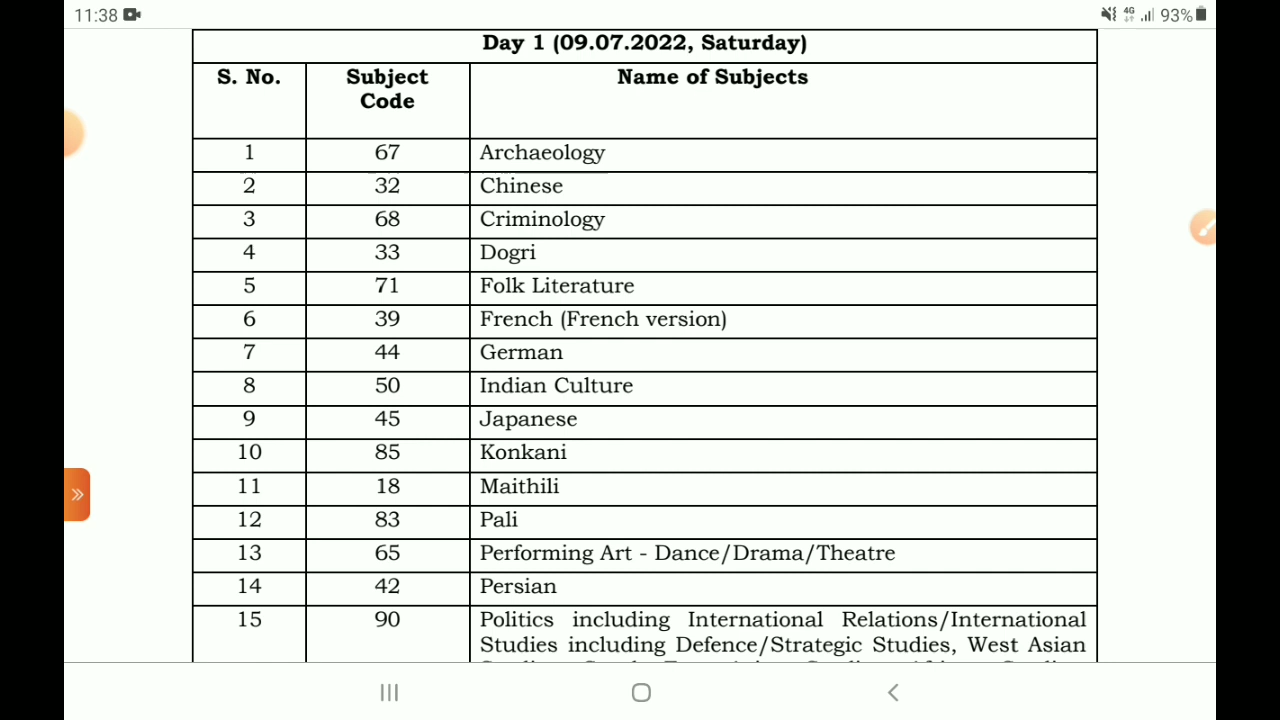 11:38
4G
93%
Day 1 (09.07.2022, Saturday)
S. No. Subject Code Name of Subjects
1 67 Archaeology
2 32 Chinese
3 68 Criminology
4 33 Dogri
5 71 Folk Literature
6 39 French (French version)
7 44 German
8 50 Indian Culture
9 45 Japanese
10 85 Konkani
11 18 Maithili
12 83 Pali
13 65 Performing Art - Dance/Drama/Theatre
14 42 Persian
15 90 Politics including International Relations/International
Studies including Defence/Strategic Studies, West Asian